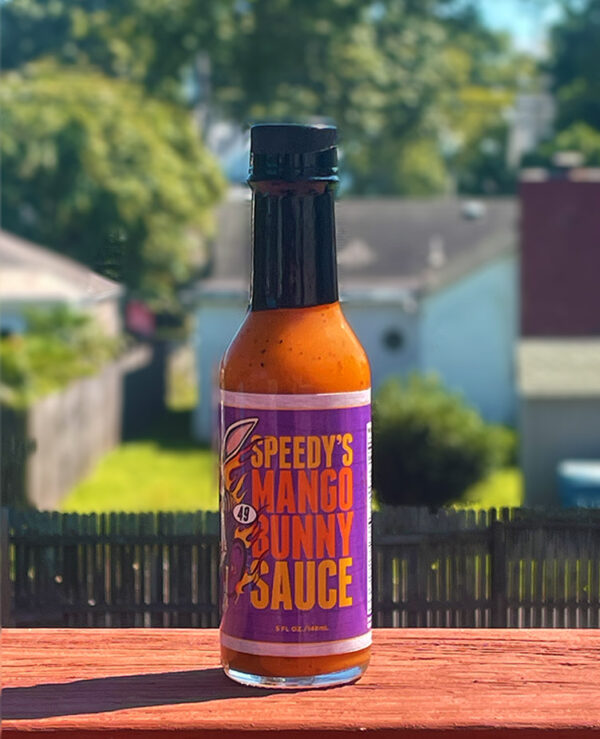 SPEEDY'S
MANGO
49
BUNNY
SAUCE
5 FL OZ./148mL